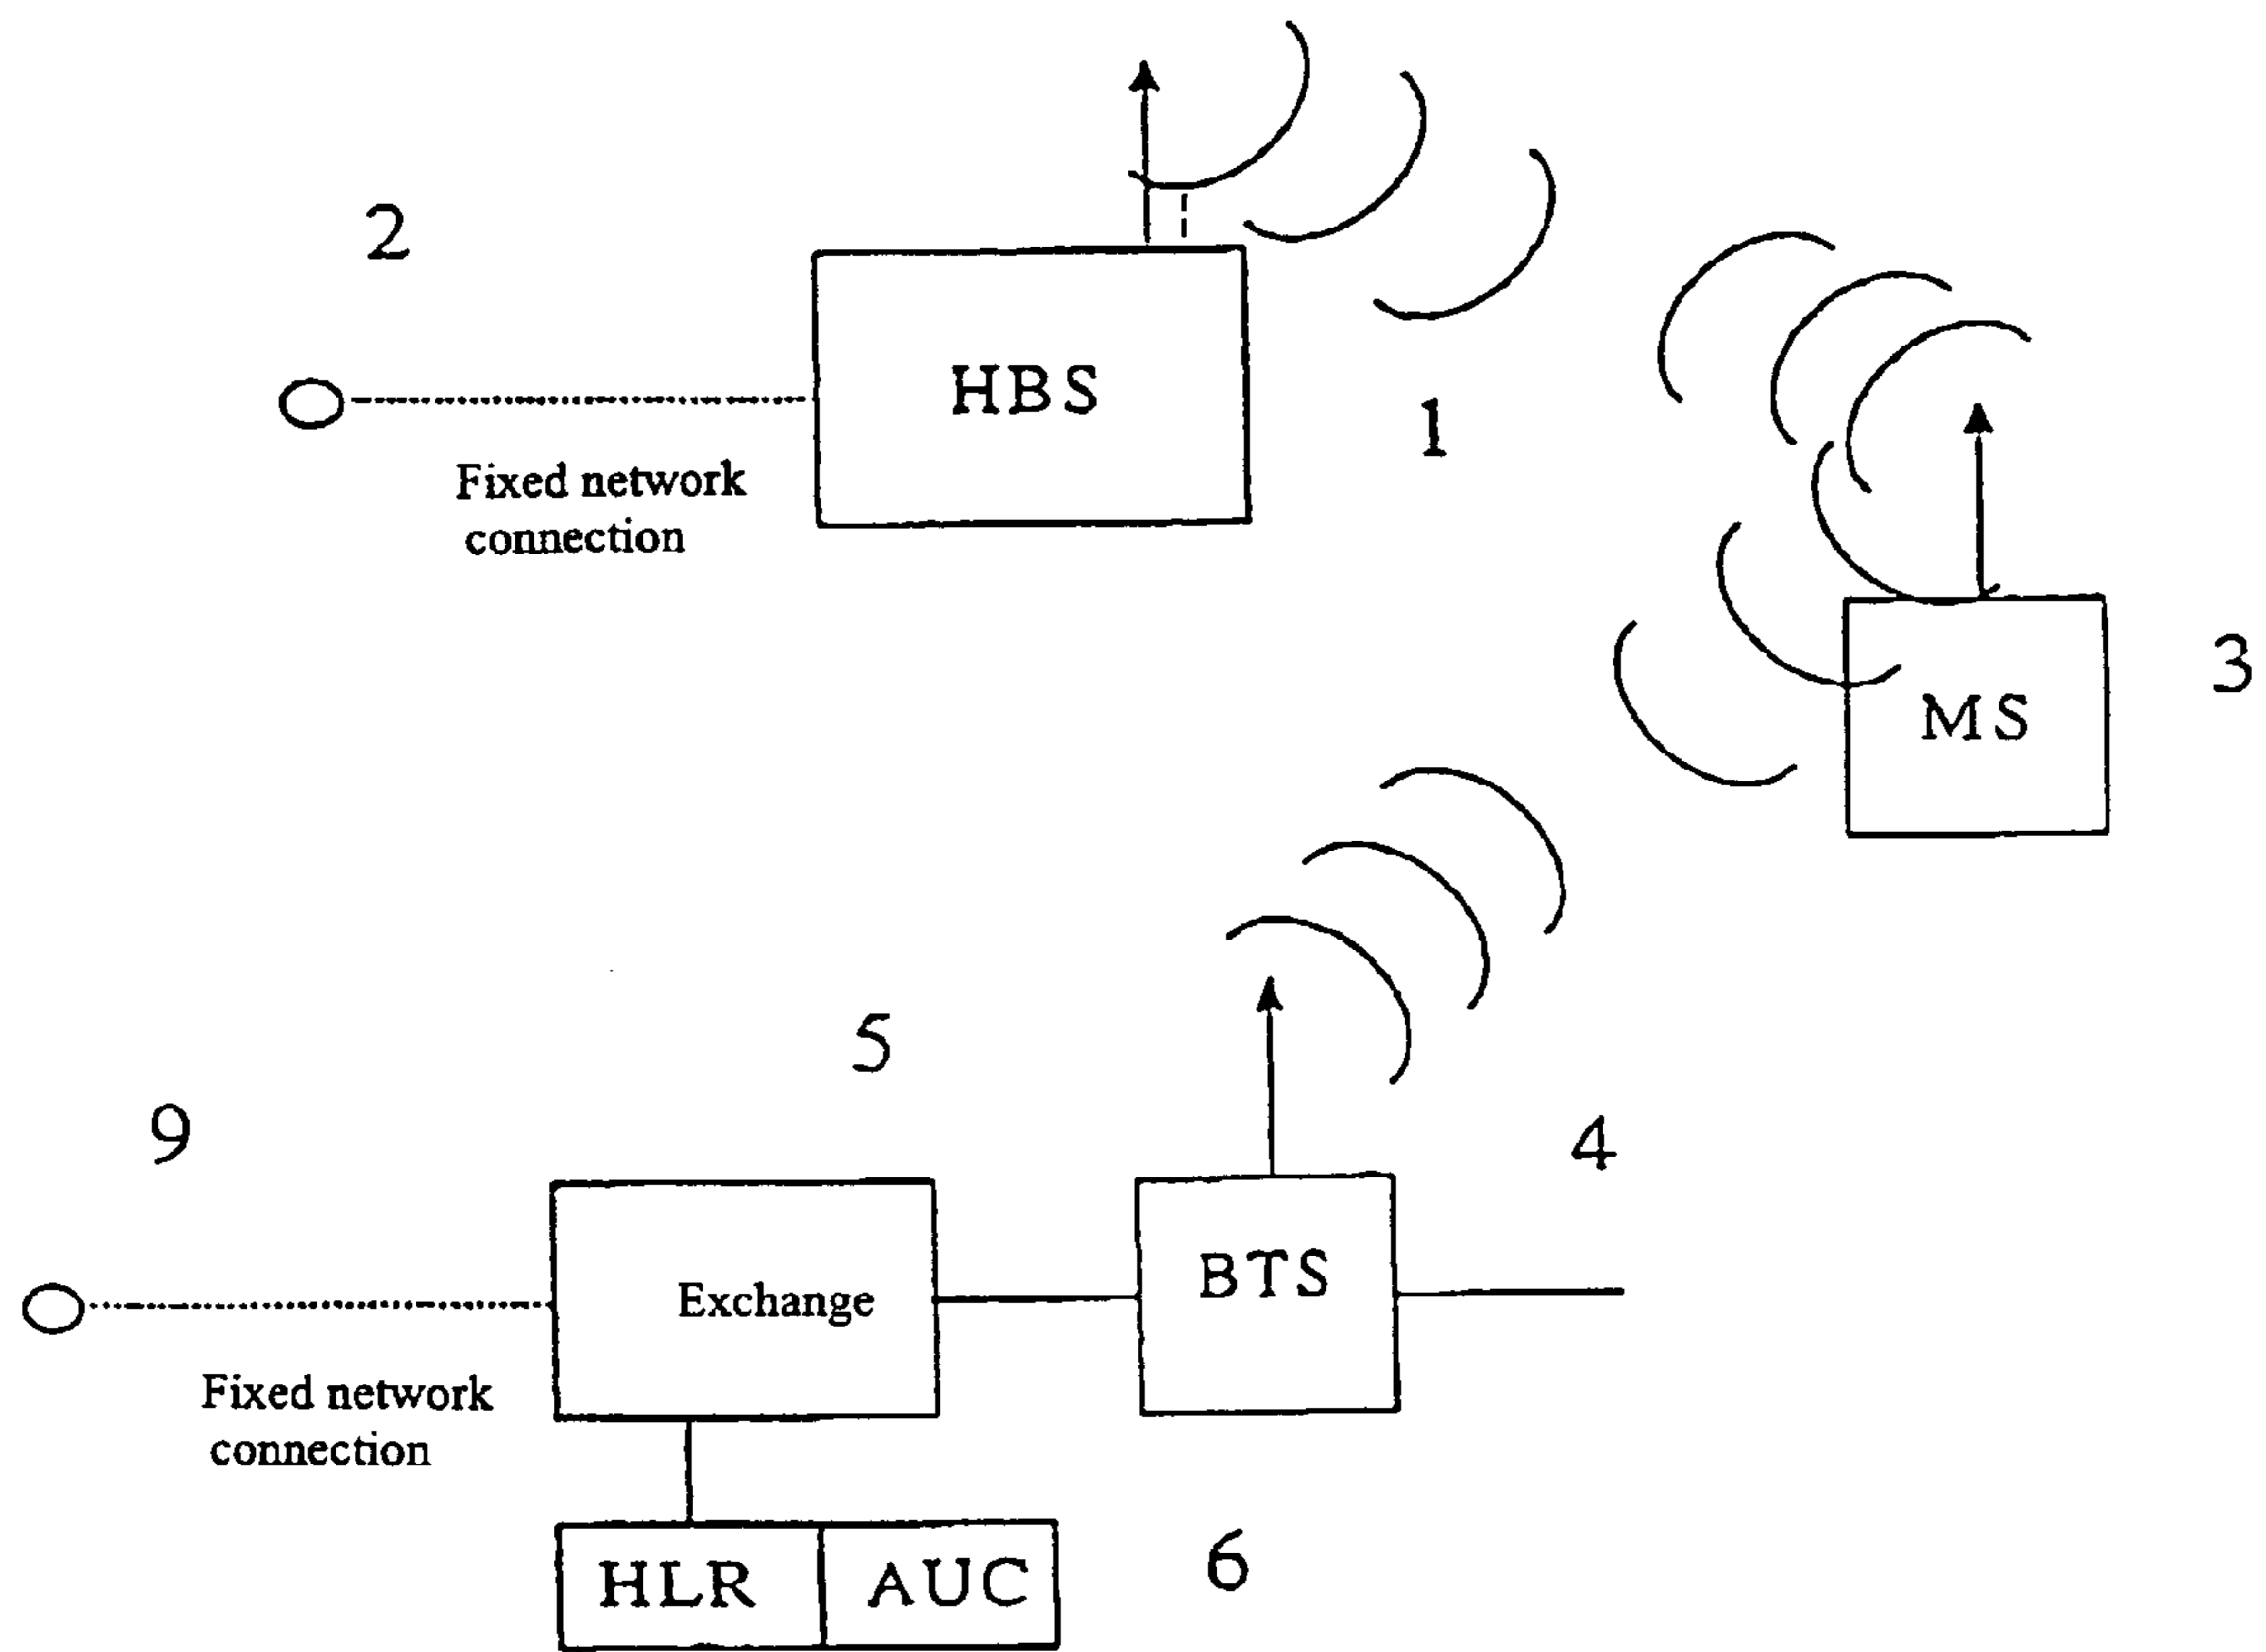 2
HBS
1
Fixed network
connection
3
MS
5
9
4
BTS
Exchange
Fixed network
connection
6
HLR
AUC